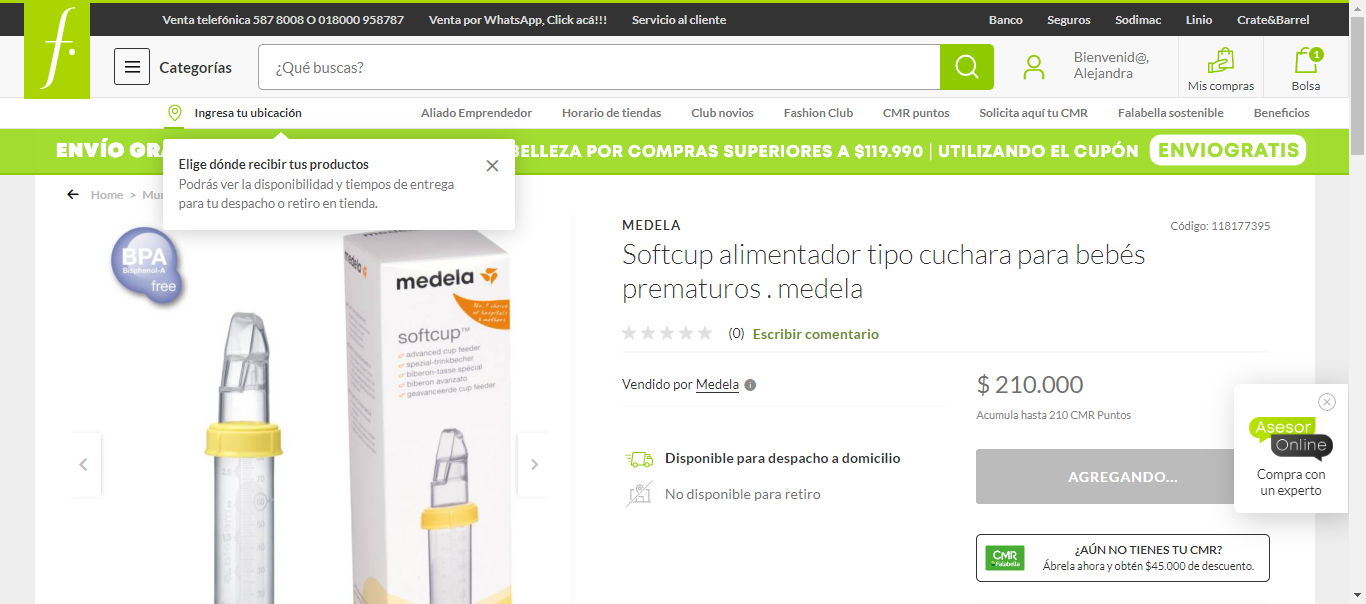 f.
Venta telefónica 587 8008 O 018000 958787 Venta por WhatsApp, Click acá!!! Servicio al cliente Banco Seguros Sodimac Linio Crate&Barrel
Categorías ¿Qué buscas? Bienvenid@, Alejandra Mis compras 1 Bolsa
Ingresa tu ubicación Aliado Emprendedor Horario de tiendas Club novios Fashion Club CMR puntos Solicita aquí tu CMR Falabella sostenible Beneficios
ENVÍO GRA BELLEZA POR COMPRAS SUPERIORES A $119.990 | UTILIZANDO EL CUPÓN ENVIOGRATIS
Elige dónde recibir tus productos
Podrás ver la disponibilidad y tiempos de entrega
para tu despacho o retiro en tienda.
Home > Mun
BPA
Bisphenol-A
free
medela
medela
No. 1 choice
of hospitals
& mothers
softcup™
advanced cup feeder
spezial-trinkbecher
biberon-tasse spécial
biberon avanzato
geavanceerde cup feeder
MEDELA Código: 118177395
Softcup alimentador tipo cuchara para bebés
prematuros . medela
(0) Escribir comentario
Vendido por Medela
$ 210.000
Acumula hasta 210 CMR Puntos
Disponible para despacho a domicilio
No disponible para retiro
AGREGANDO...
Asesor
Online
Compra con
un experto
CMR
Falabella
¿AÚN NO TIENES TU CMR?
Ábrela ahora y obtén $45.000 de descuento.